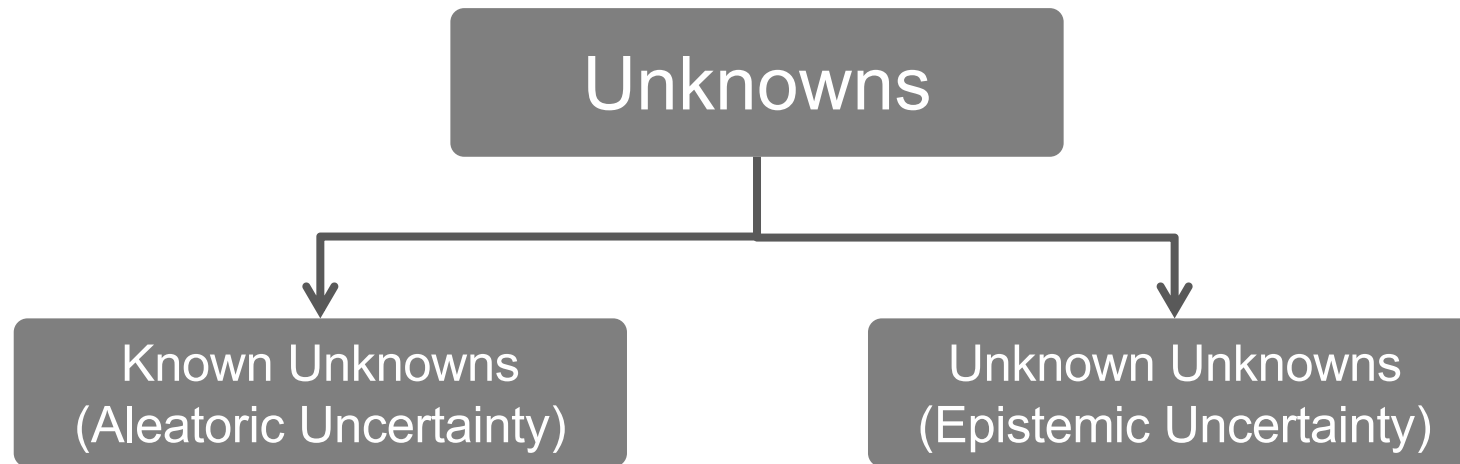 Unknowns
Known Unknowns
(Aleatoric Uncertainty)
Unknown Unknowns
(Epistemic Uncertainty)